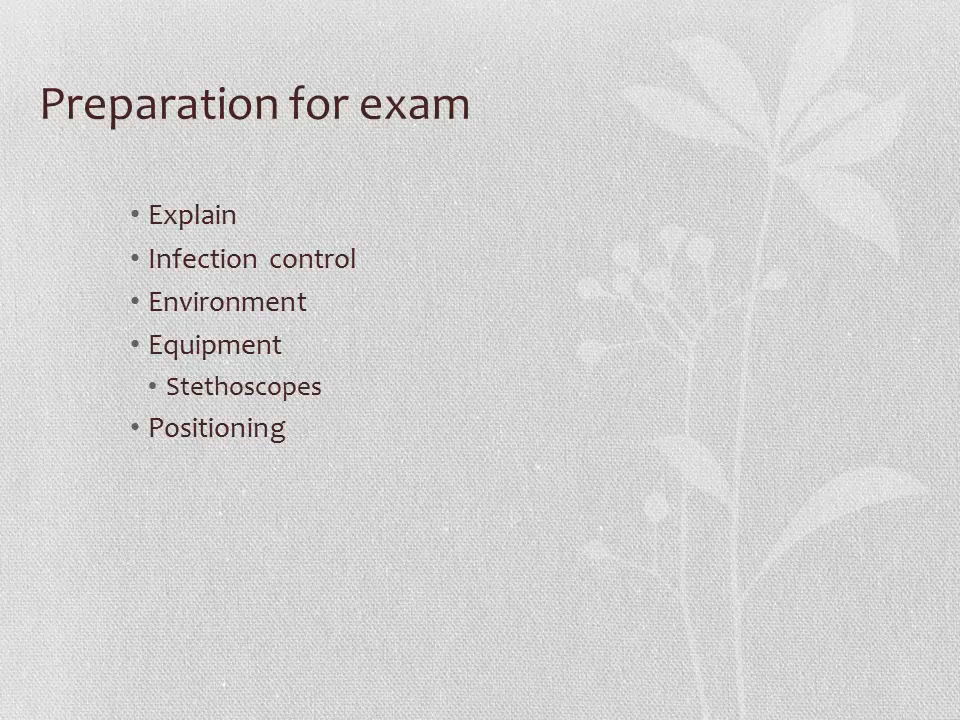 Preparation for exam
• Explain
• Infection control
• Environment
• Equipment
• Stethoscopes
• Positioning